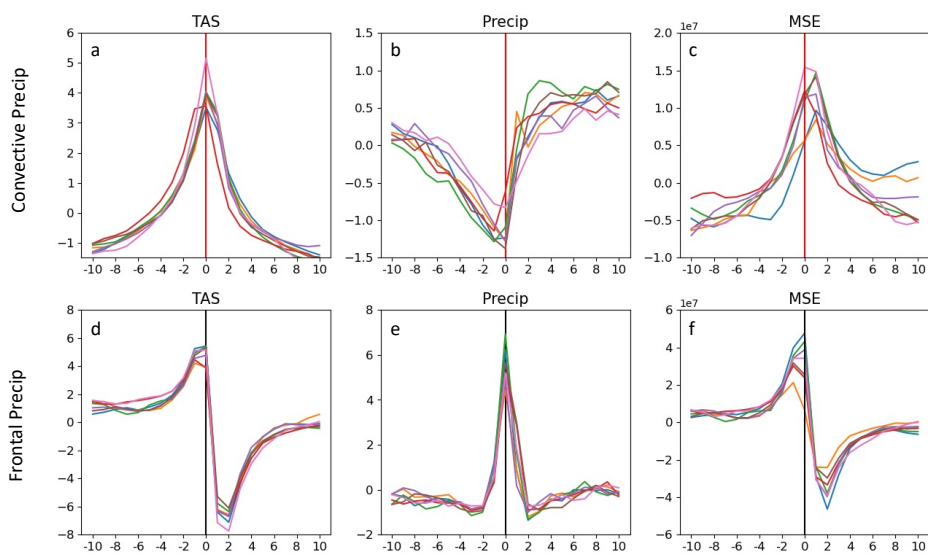 TAS Precip MSE
1e7
a b c
Convective Precip
6 5 4 3 2 1 0 −1
1.5 1.0 0.5 0.0 −0.5 −1.0 −1.5
2.0 1.5 1.0 0.5 0.0 −0.5 −1.0
-10 -8 -6 -4 -2 0 2 4 6 8 10
-10 -8 -6 -4 -2 0 2 4 6 8 10
-10 -8 -6 -4 -2 0 2 4 6 8 10
TAS Precip MSE
1e7
d e f
Frontal Precip
8 6 4 2 0 −2 −4 −6 −8
8 6 4 2 0 −2
6 4 2 0 −2 −4 −6
-10 -8 -6 -4 -2 0 2 4 6 8 10
-10 -8 -6 -4 -2 0 2 4 6 8 10
-10 -8 -6 -4 -2 0 2 4 6 8 10